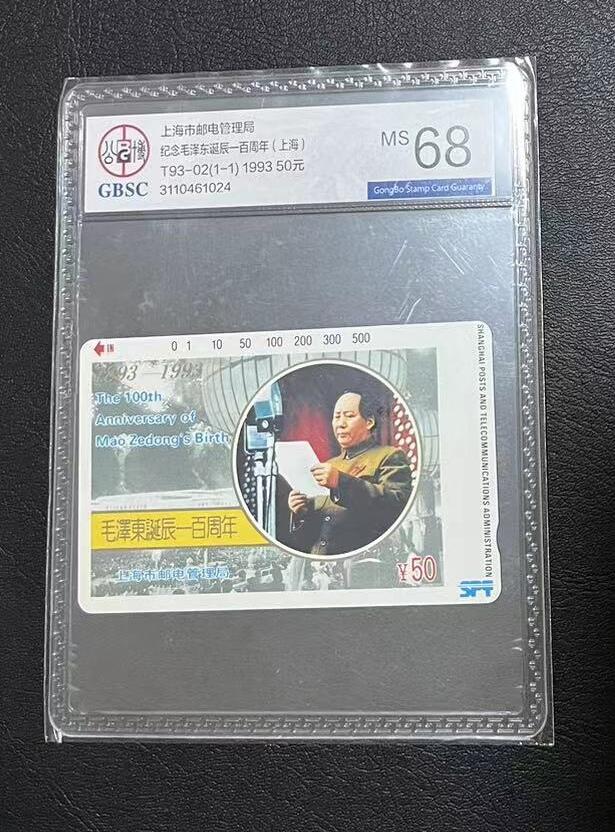 上海市邮电管理局
纪念毛泽东诞辰一百周年(上海)
T93-02(1-1) 1993 50元
3110461024
GBSC
MS 68
GongBo Stamp Card Guaranty
IN
0 1 10 50 100 200 300 500
1893—1993
The 100th
Anniversary of
Mao Zedong's Birth
毛澤東誕辰一百周年
上海市邮电管理局
¥50
SHANGHAI POSTS AND TELECOMMUNICATIONS ADMINISTRATION